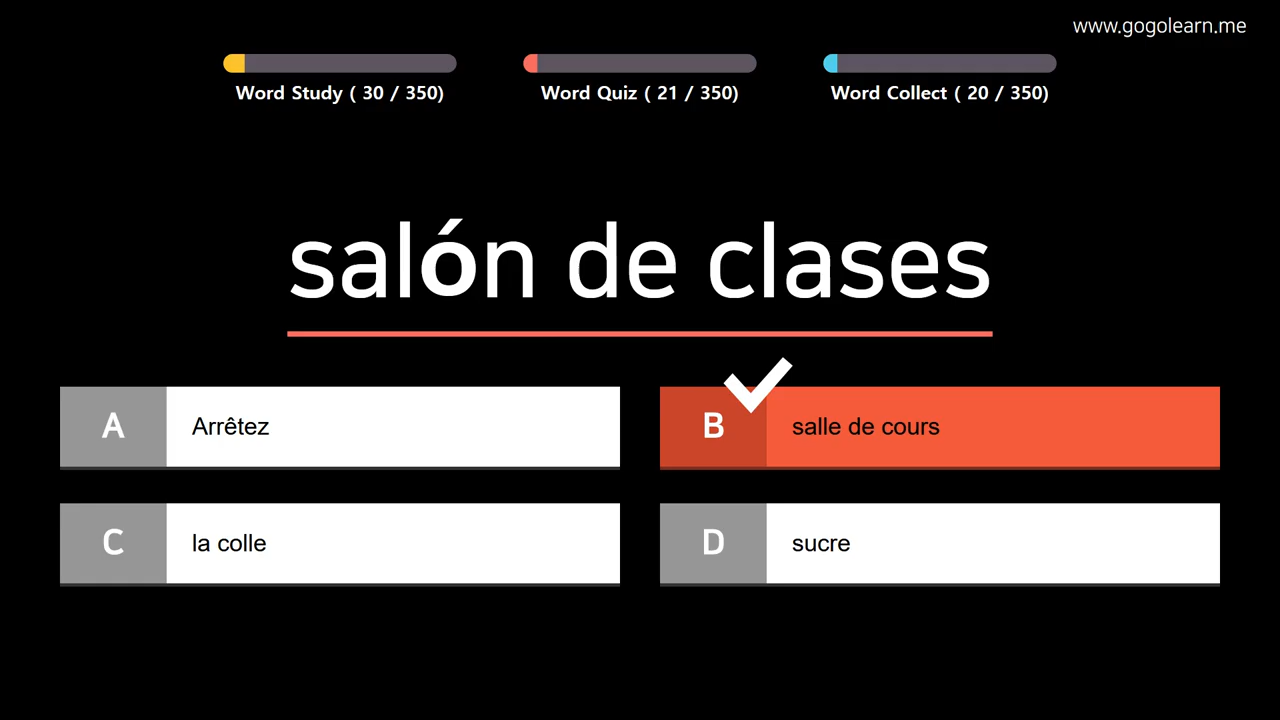 www.gogolearn.me
Word Study ( 30 / 350)
Word Quiz ( 21 / 350)
Word Collect ( 20 / 350)
salón de clases
A Arrêtez
B salle de cours
C la colle
D sucre